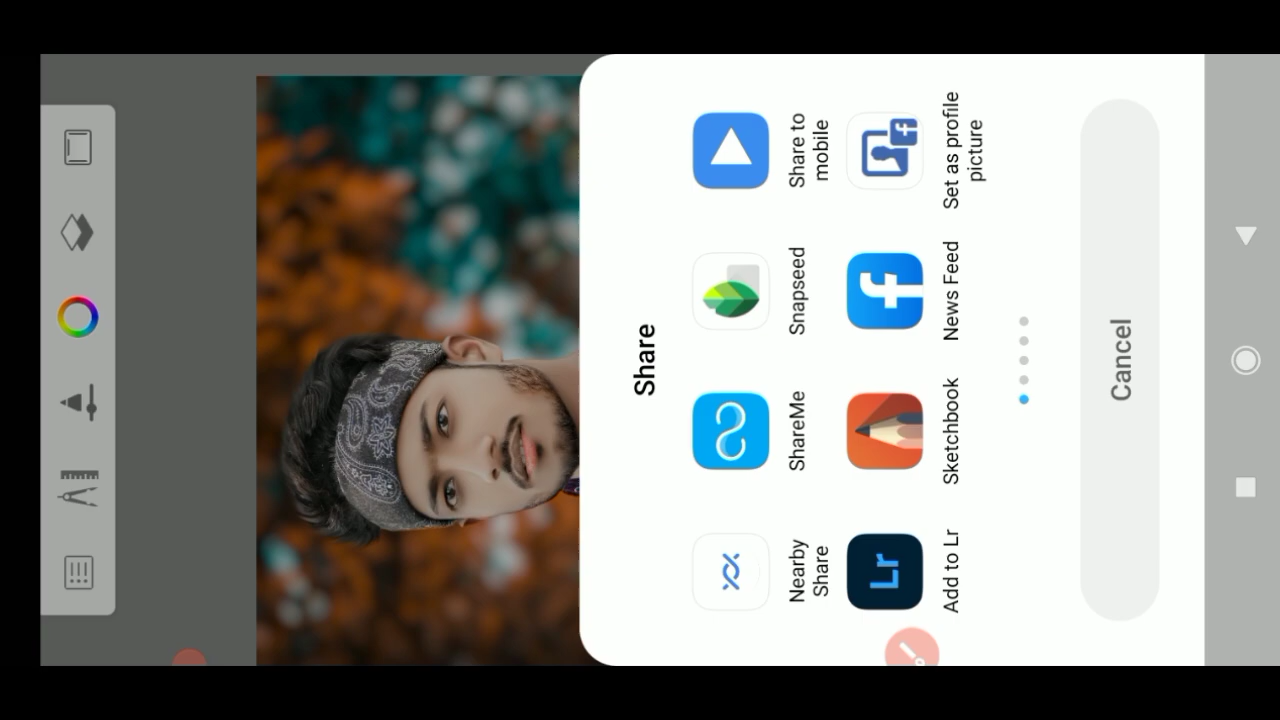 Share
Nearby
Share
ShareMe
Snapseed
Share to
mobile
Lr
Add to Lr
Sketchbook
f
News Feed
f
Set as profile
picture
Cancel